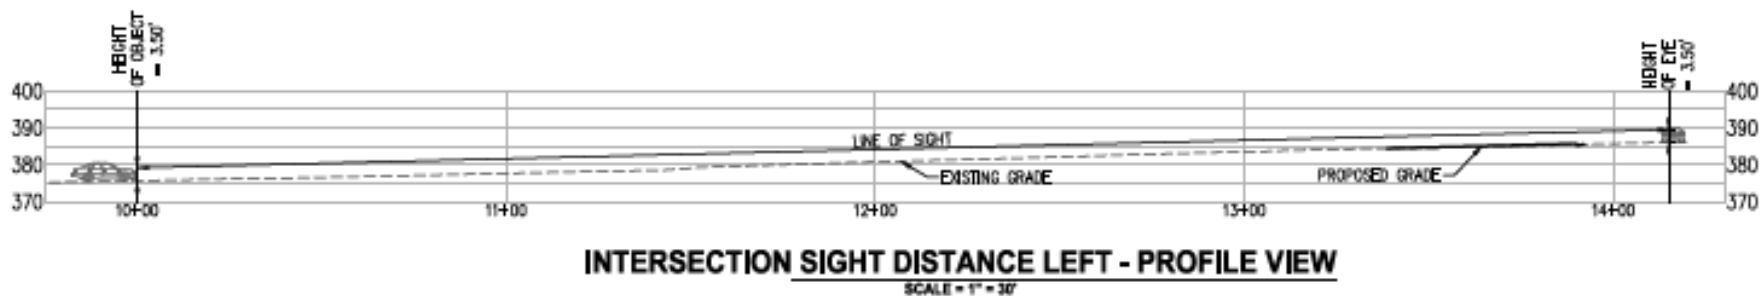 HEIGHT
OF OBJECT
= 3.50'
HEIGHT
OF EYE
= 3.50'
400
400
390
LINE OF SIGHT
390
380
EXISTING GRADE
PROPOSED GRADE
380
370
10+00
11+00
12+00
13+00
14+00
370
INTERSECTION SIGHT DISTANCE LEFT - PROFILE VIEW
SCALE = 1" = 30'